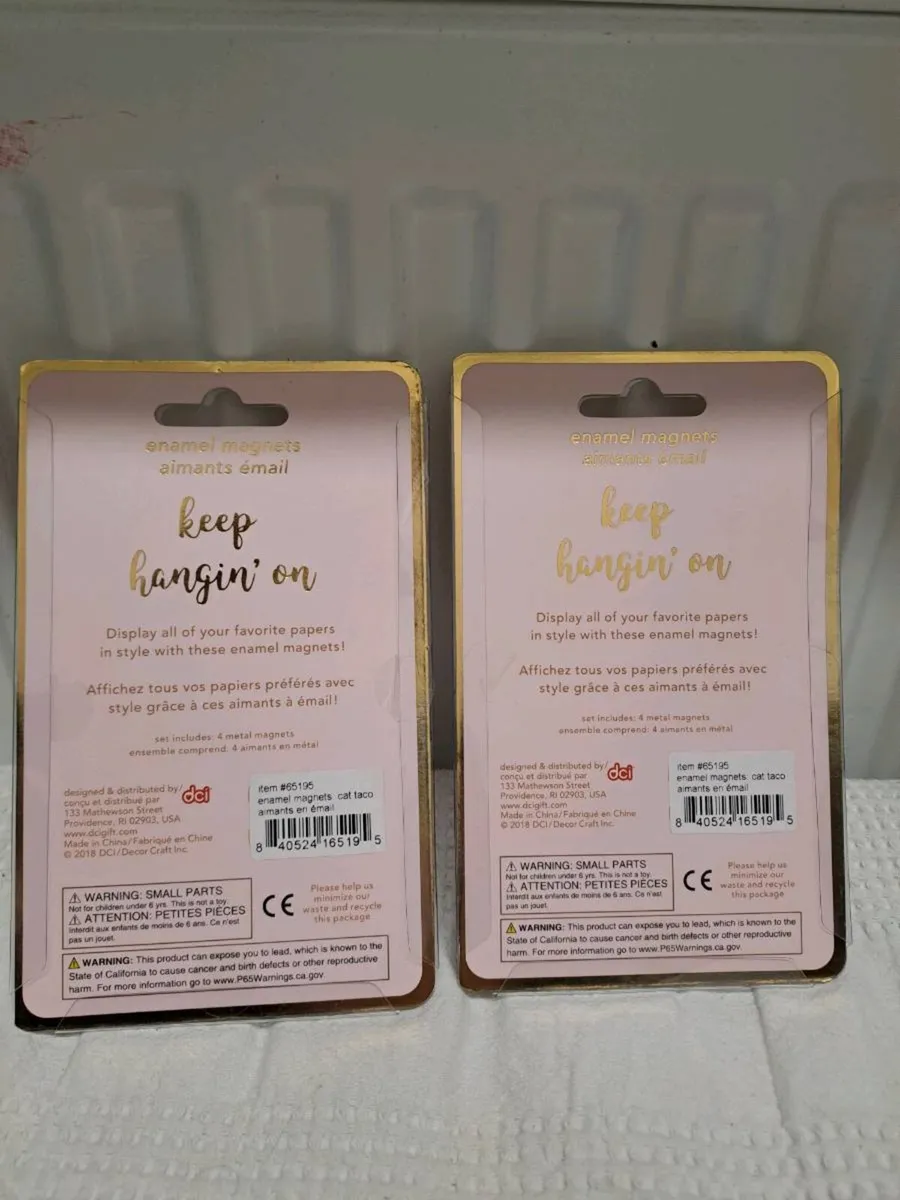 enamel magnets
aimants émail
keep
hangin' on
Display all of your favorite papers
in style with these enamel magnets!
Affichez tous vos papiers préférés avec
style grâce à ces aimants à émail!
set includes: 4 metal magnets
ensemble comprend: 4 aimants en métal
designed & distributed by/
conçu et distribué par
dci
133 Mathewson Street
Providence, RI 02903, USA
www.dcigift.com
Made in China/Fabriqué en Chine
© 2018 DCI/Decor Craft Inc.
item #65195
enamel magnets cat taco
aimants en émail
8 40524 16519 5
WARNING: SMALL PARTS
Not for children under 6 yrs. This is not a toy.
ATTENTION: PETITES PIÈCES
Interdit aux enfants de moins de 6 ans. Ce n'est
pas un jouet.
CE
Please help us
minimize our
waste and recycle
this package
WARNING: This product can expose you to lead, which is known to the
State of California to cause cancer and birth defects or other reproductive
harm. For more information go to www.P65Warnings.ca.gov.
enamel magnets
aimants émail
keep
hangin' on
Display all of your favorite papers
in style with these enamel magnets!
Affichez tous vos papiers préférés avec
style grâce à ces aimants à émail!
set includes: 4 metal magnets
ensemble comprend: 4 aimants en métal
designed & distributed by/
conçu et distribué par
dci
133 Mathewson Street
Providence, RI 02903, USA
www.dcigift.com
Made in China/Fabriqué en Chine
© 2018 DCI/Decor Craft Inc.
item #65195
enamel magnets cat taco
aimants en émail
8 40524 16519 5
WARNING: SMALL PARTS
Not for children under 6 yrs. This is not a toy.
ATTENTION: PETITES PIÈCES
Interdit aux enfants de moins de 6 ans. Ce n'est
pas un jouet.
CE
Please help us
minimize our
waste and recycle
this package
WARNING: This product can expose you to lead, which is known to the
State of California to cause cancer and birth defects or other reproductive
harm. For more information go to www.P65Warnings.ca.gov.